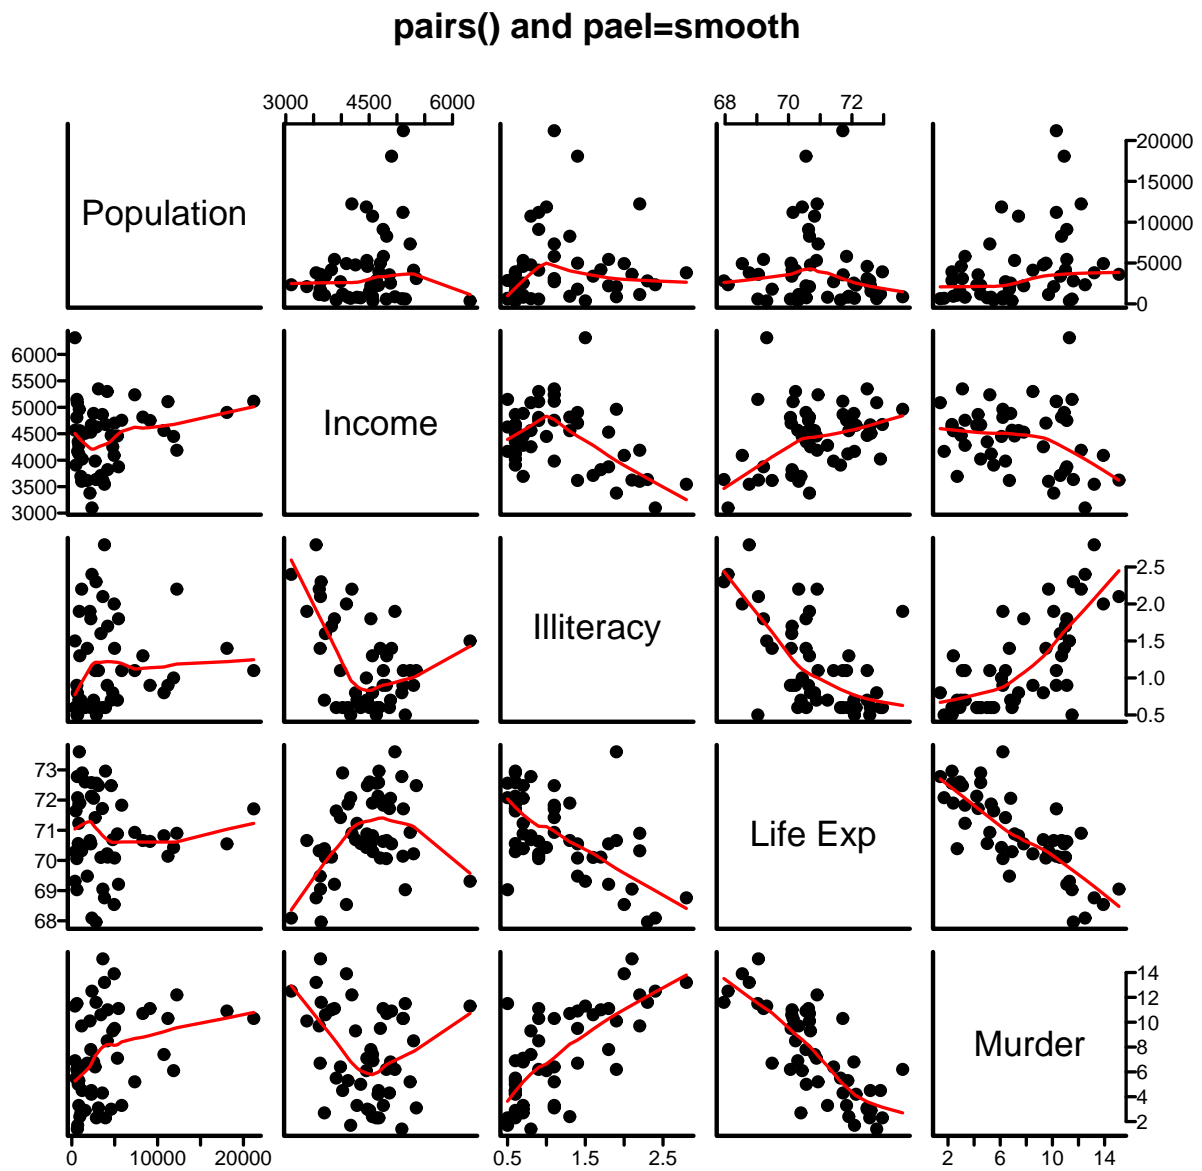 pairs() and pael=smooth
3000 4500 6000 68 70 72
Population
0 5000 10000 15000 20000
3000 3500 4000 4500 5000 5500 6000
Income
Illiteracy
0.5 1.0 1.5 2.0 2.5
68 69 70 71 72 73
Life Exp
Murder
2 4 6 8 10 12 14
0 10000 20000 0.5 1.5 2.5 2 6 10 14